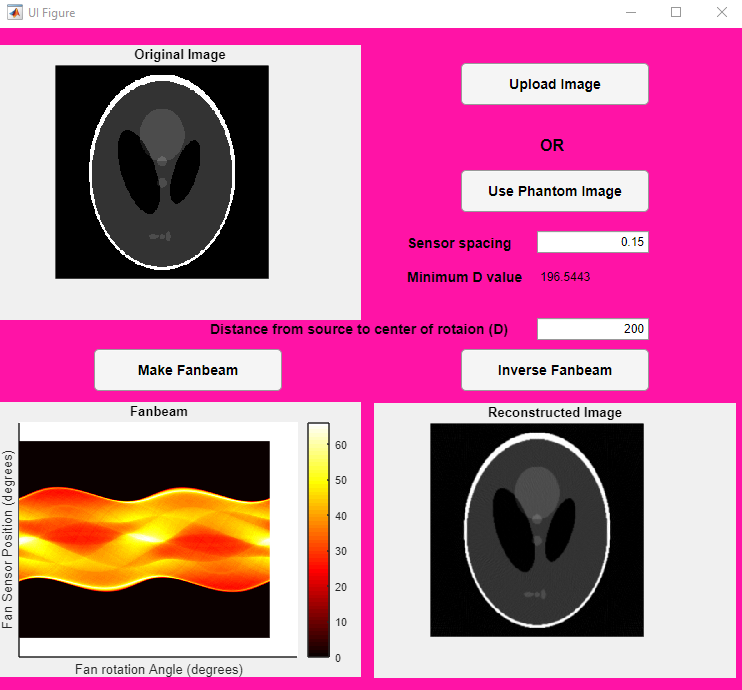 UI Figure
Original Image
Upload Image
OR
Use Phantom Image
Sensor spacing
0.15
Minimum D value
196.5443
Distance from source to center of rotaion (D)
200
Make Fanbeam
Inverse Fanbeam
Fanbeam
Fan Sensor Position (degrees)
60
50
40
30
20
10
0
Fan rotation Angle (degrees)
Reconstructed Image